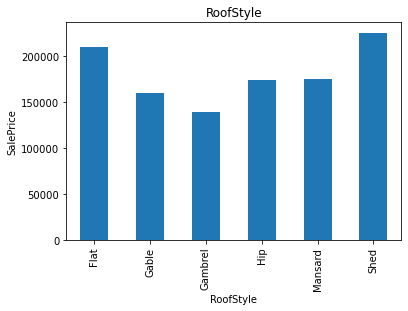 RoofStyle
200000
150000
100000
50000
0
SalePrice
Flat
Gable
Gambrel
Hip
Mansard
Shed
RoofStyle